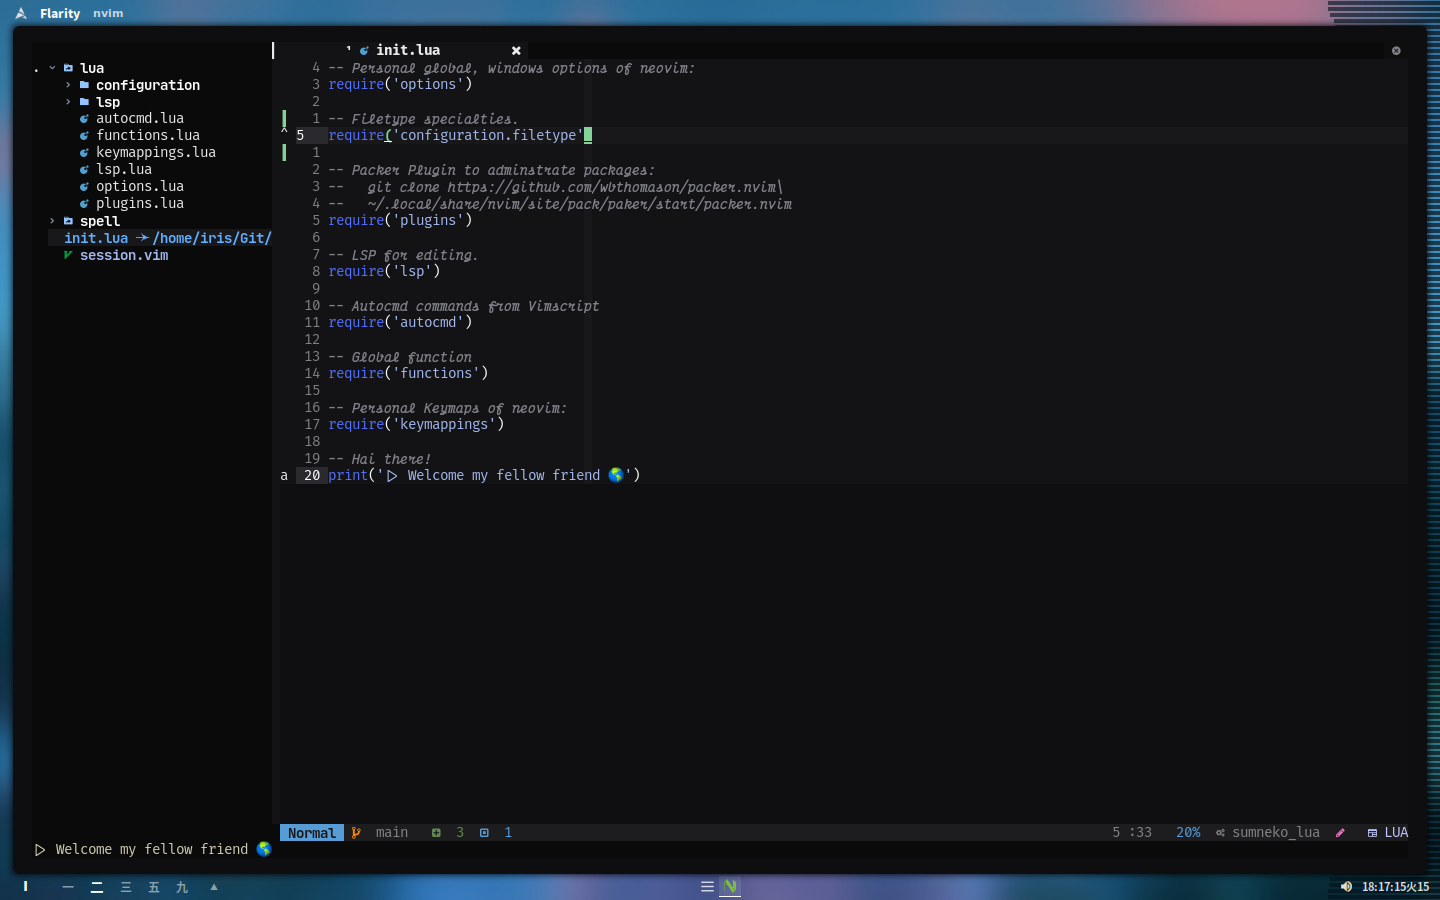 Flarity nvim
lua
configuration
lsp
autocmd.lua
functions.lua
keymappings.lua
lsp.lua
options.lua
plugins.lua
spell
init.lua ➛ /home/iris/Git/
session.vim
init.lua
4 -- Personal global, windows options of neovim:
3 require('options')
2
1 -- Filetype specialties.
5 require('configuration.filetype'
1
2 -- Packer Plugin to adminstrate packages:
3 --   git clone https://github.com/wbthomason/packer.nvim\
4 --   ~/.local/share/nvim/site/pack/paker/start/packer.nvim
5 require('plugins')
6
7 -- LSP for editing.
8 require('lsp')
9
10 -- Autocmd commands from Vimscript
11 require('autocmd')
12
13 -- Global function
14 require('functions')
15
16 -- Personal Keymaps of neovim:
17 require('keymappings')
18
19 -- Hai there!
a 20 print('▷ Welcome my fellow friend 🌎')
Normal main 3 1 5 :33 20% sumneko_lua LUA
▷ Welcome my fellow friend 🌎
一 二 三 五 九 18:17:15火15